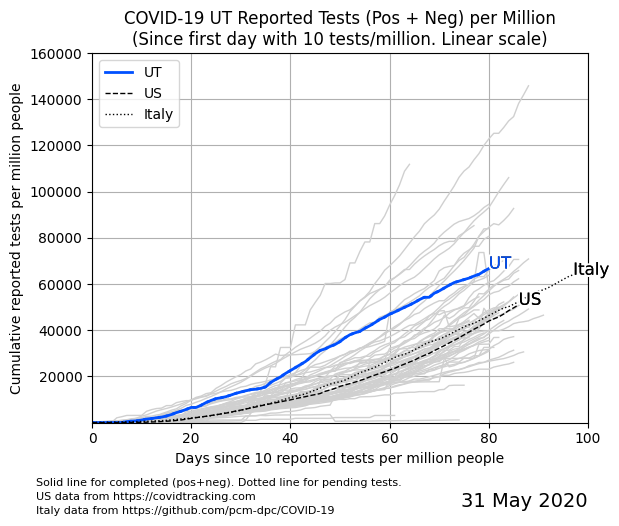 COVID-19 UT Reported Tests (Pos + Neg) per Million
(Since first day with 10 tests/million. Linear scale)
Cumulative reported tests per million people
160000
140000
120000
100000
80000
60000
40000
20000
UT
US
Italy
UT
Italy
US
0
20
40
60
80
100
Days since 10 reported tests per million people
Solid line for completed (pos+neg). Dotted line for pending tests.
US data from https://covidtracking.com
Italy data from https://github.com/pcm-dpc/COVID-19
31 May 2020